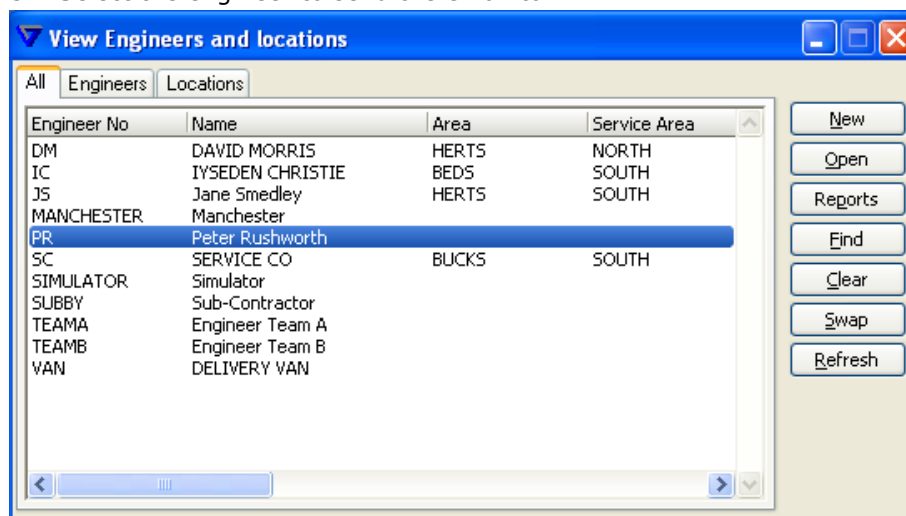 View Engineers and locations
All Engineers Locations
Engineer No Name Area Service Area
DM DAVID MORRIS HERTS NORTH
IC IYSEDEN CHRISTIE BEDS SOUTH
JS Jane Smedley HERTS SOUTH
MANCHESTER Manchester
PR Peter Rushworth
SC SERVICE CO BUCKS SOUTH
SIMULATOR Simulator
SUBBY Sub-Contractor
TEAMA Engineer Team A
TEAMB Engineer Team B
VAN DELIVERY VAN
New
Open
Reports
Find
Clear
Swap
Refresh